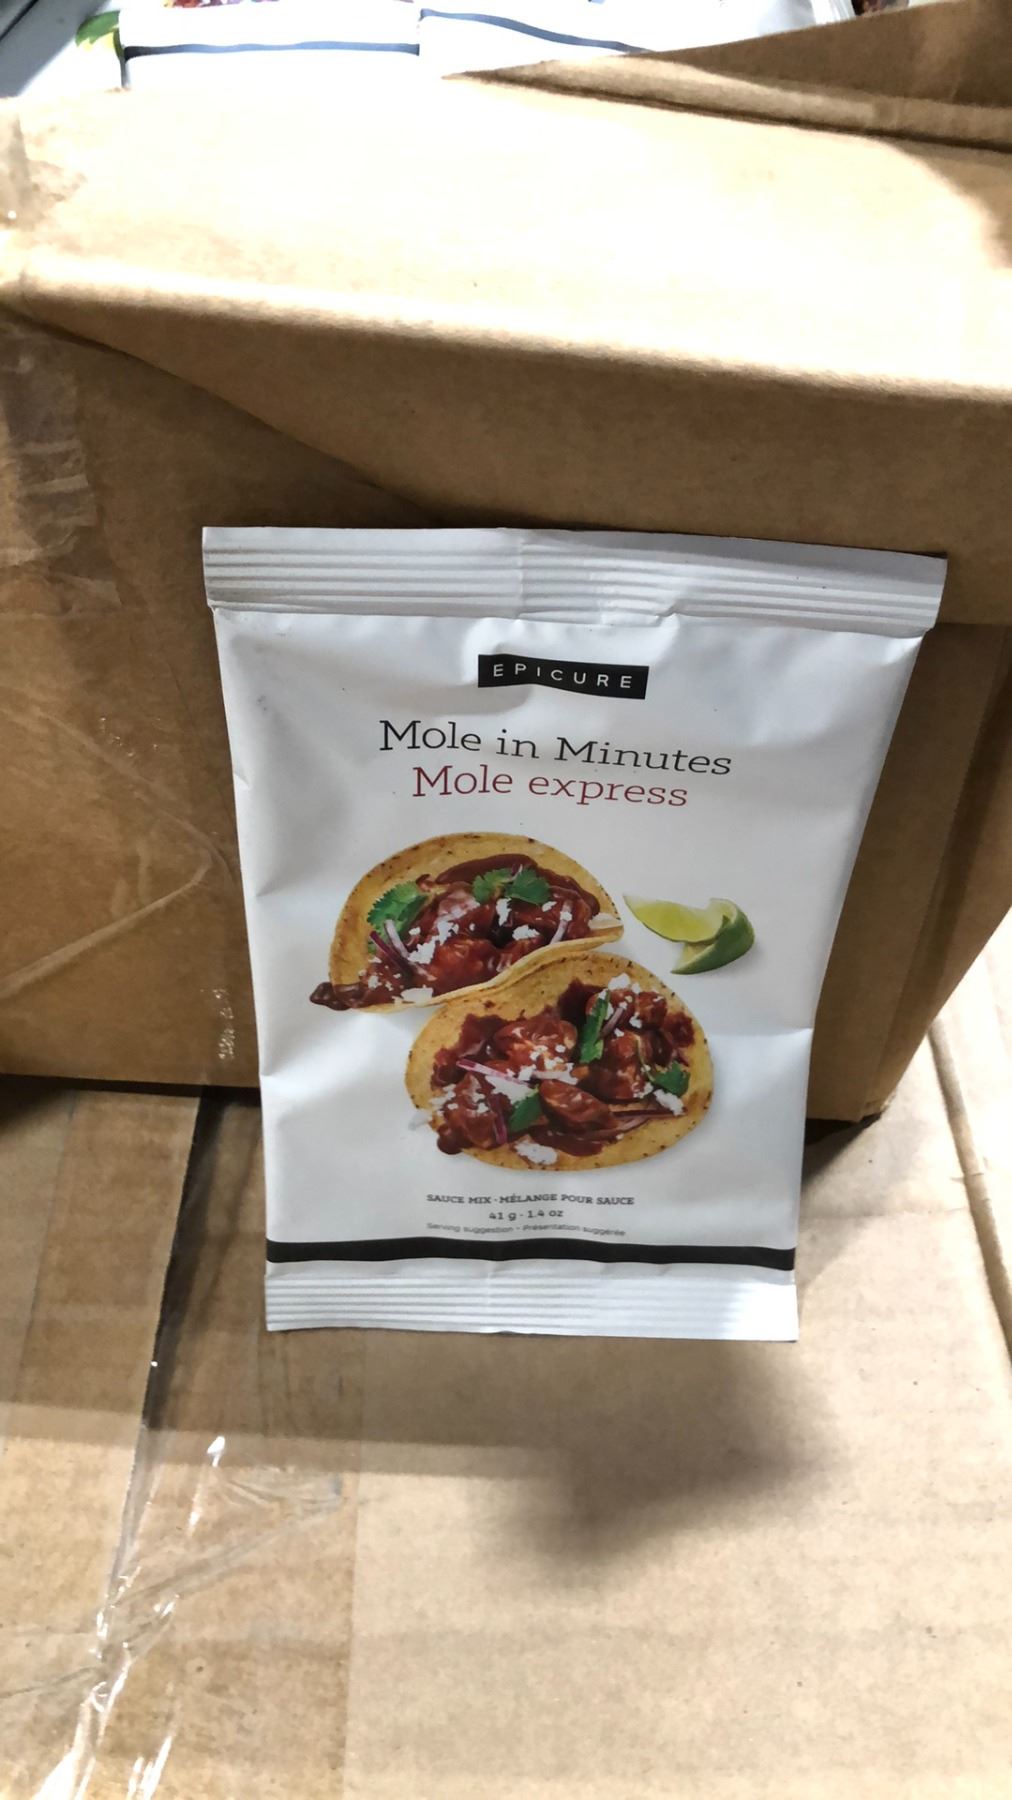 EPICURE
Mole in Minutes
Mole express
SAUCE MIX · MÉLANGE POUR SAUCE
41 g · 1.4 oz
Serving suggestion · Présentation suggérée